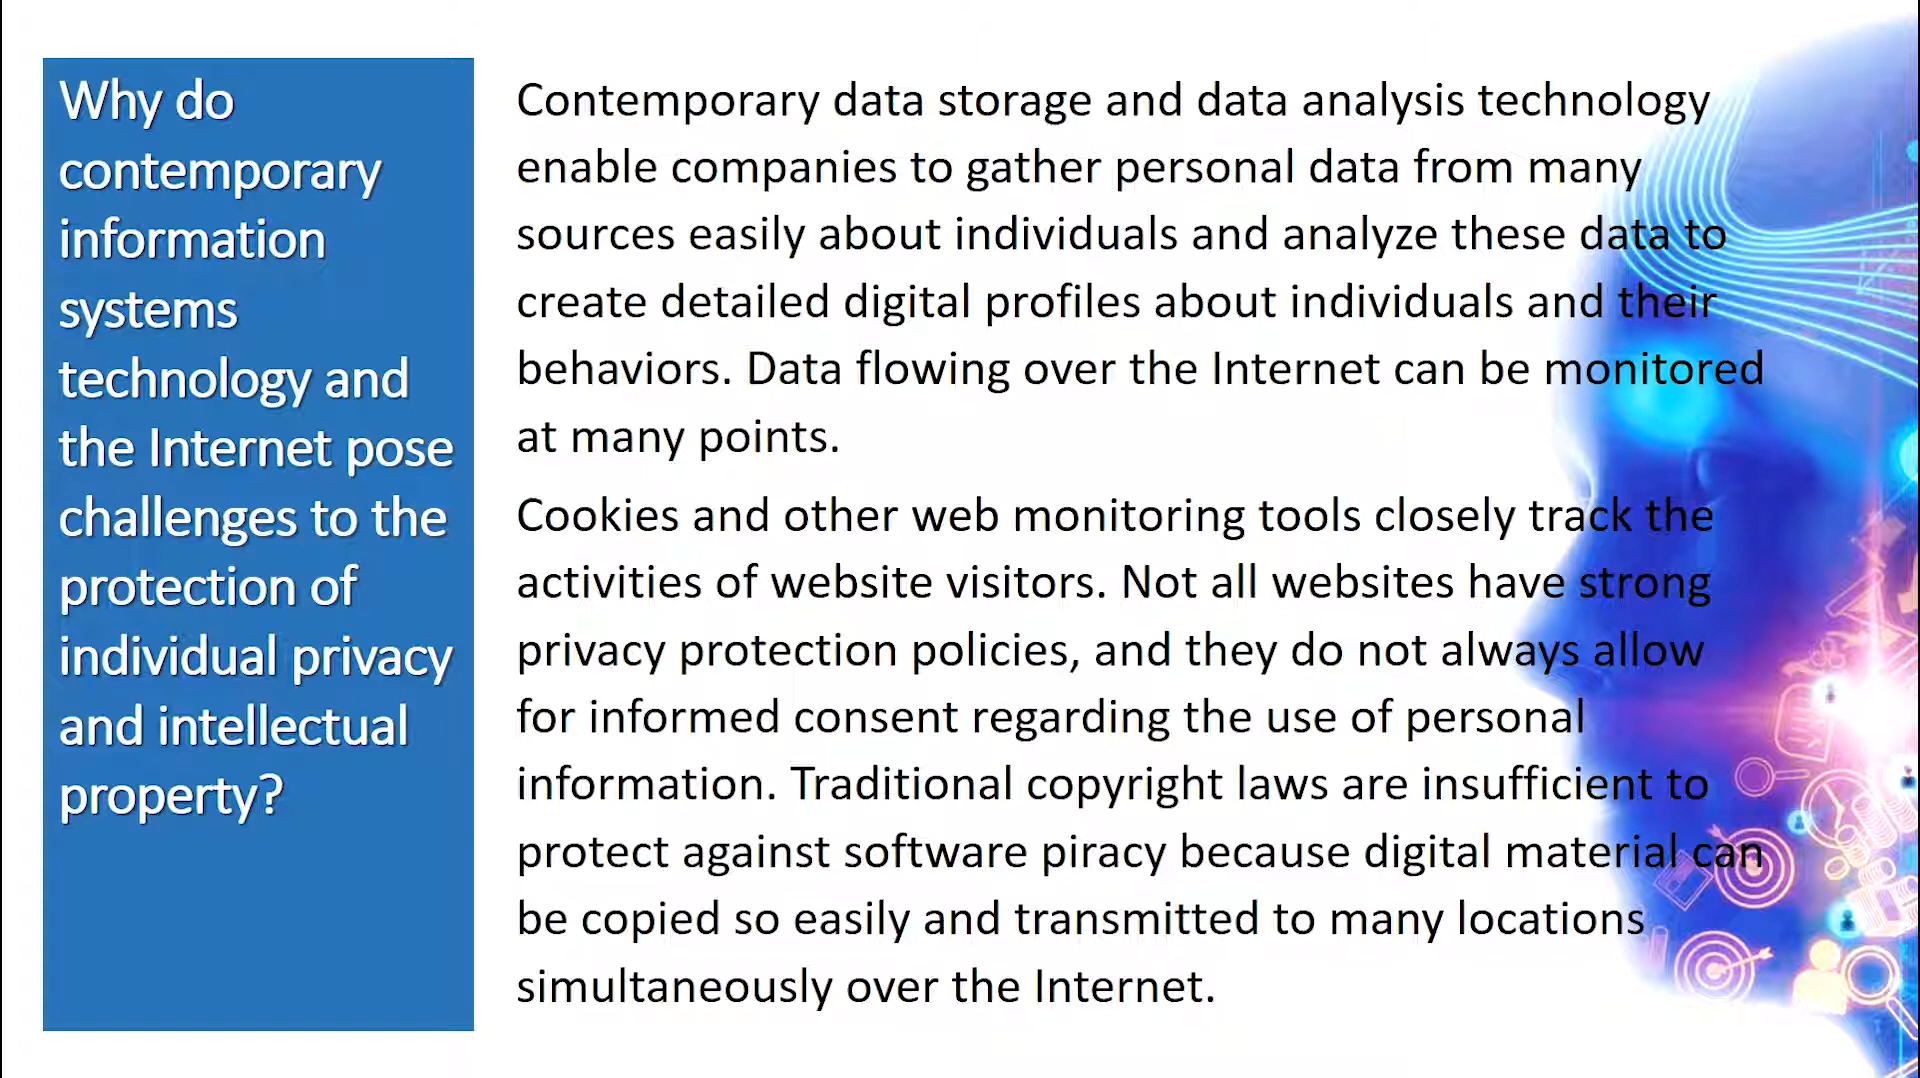 Why do
contemporary
information
systems
technology and
the Internet pose
challenges to the
protection of
individual privacy
and intellectual
property?
Contemporary data storage and data analysis technology
enable companies to gather personal data from many
sources easily about individuals and analyze these data to
create detailed digital profiles about individuals and their
behaviors. Data flowing over the Internet can be monitored
at many points.
Cookies and other web monitoring tools closely track the
activities of website visitors. Not all websites have strong
privacy protection policies, and they do not always allow
for informed consent regarding the use of personal
information. Traditional copyright laws are insufficient to
protect against software piracy because digital material can
be copied so easily and transmitted to many locations
simultaneously over the Internet.